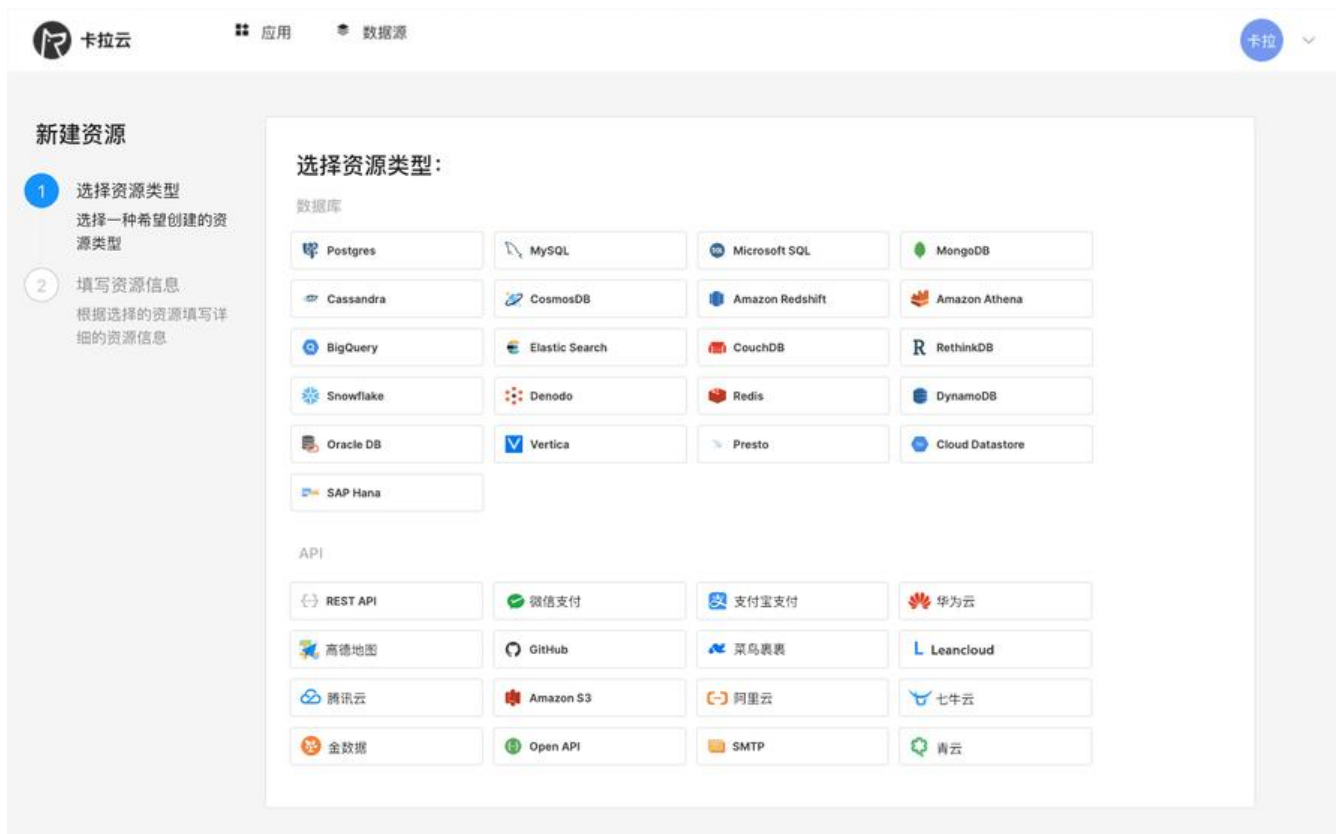 卡拉云
应用
数据源
卡拉
新建资源
1
选择资源类型
选择一种希望创建的资
源类型
2
填写资源信息
根据选择的资源填写详
细的资源信息
选择资源类型：
数据库
Postgres
MySQL
Microsoft SQL
MongoDB
Cassandra
CosmosDB
Amazon Redshift
Amazon Athena
BigQuery
Elastic Search
CouchDB
RethinkDB
Snowflake
Denodo
Redis
DynamoDB
Oracle DB
Vertica
Presto
Cloud Datastore
SAP Hana
API
REST API
微信支付
支付宝支付
华为云
高德地图
GitHub
菜鸟裹裹
Leancloud
腾讯云
Amazon S3
阿里云
七牛云
金数据
Open API
SMTP
青云